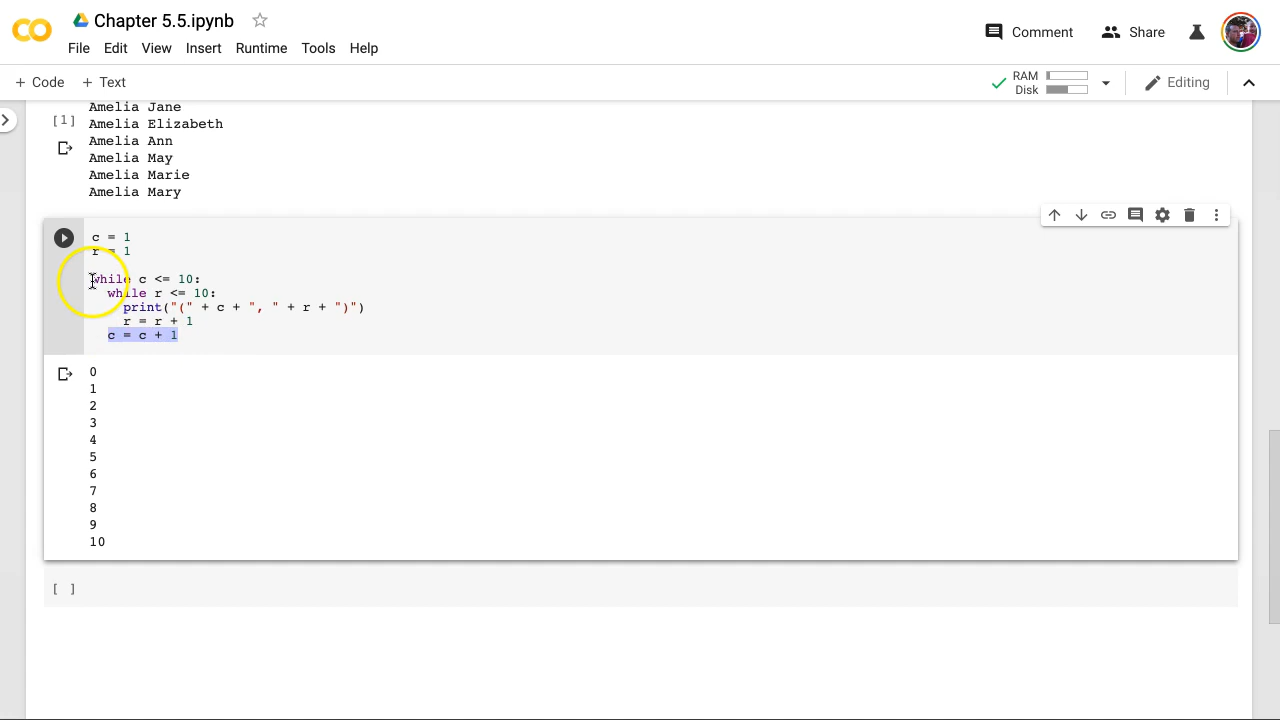 Chapter 5.5.ipynb
File Edit View Insert Runtime Tools Help
Comment
Share
+ Code + Text
RAM
Disk
Editing
Amelia Jane
[1]
Amelia Elizabeth
Amelia Ann
Amelia May
Amelia Marie
Amelia Mary
c = 1
r = 1
while c <= 10:
while r <= 10:
print("(" + c + ", " + r + ")")
r = r + 1
c = c + 1
0
1
2
3
4
5
6
7
8
9
10
[ ]